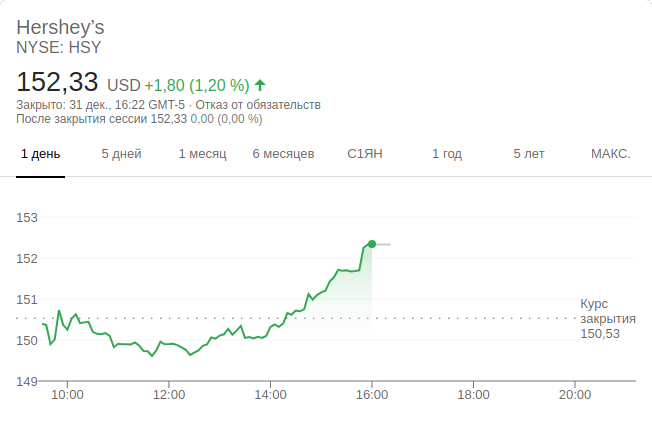 Hershey’s
NYSE: HSY
152,33 USD +1,80 (1,20 %)
Закрыто: 31 дек., 16:22 GMT-5 · Отказ от обязательств
После закрытия сессии 152,33 0,00 (0,00 %)
1 день 5 дней 1 месяц 6 месяцев С1ЯН 1 год 5 лет МАКС.
153
152
151
Курс
закрытия
150,53
150
149
10:00 12:00 14:00 16:00 18:00 20:00